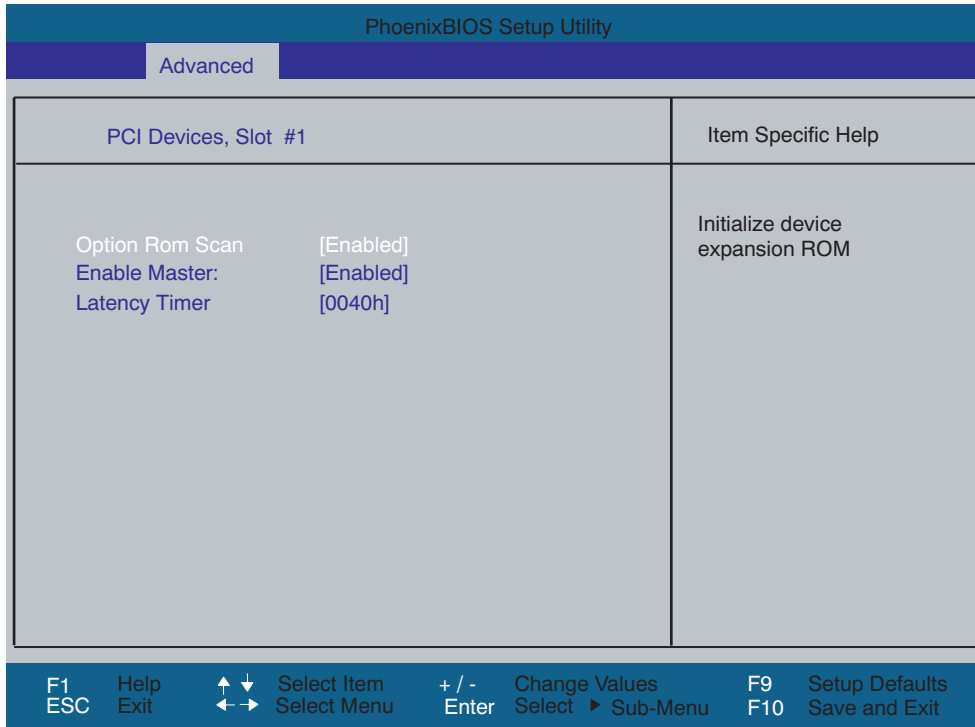 PhoenixBIOS Setup Utility
Advanced
PCI Devices, Slot #1
Item Specific Help
Option Rom Scan [Enabled]
Enable Master: [Enabled]
Latency Timer [0040h]
Initialize device
expansion ROM
F1 Help ↑ ↓ Select Item + / - Change Values F9 Setup Defaults
ESC Exit ← → Select Menu Enter Select ▶ Sub-Menu F10 Save and Exit